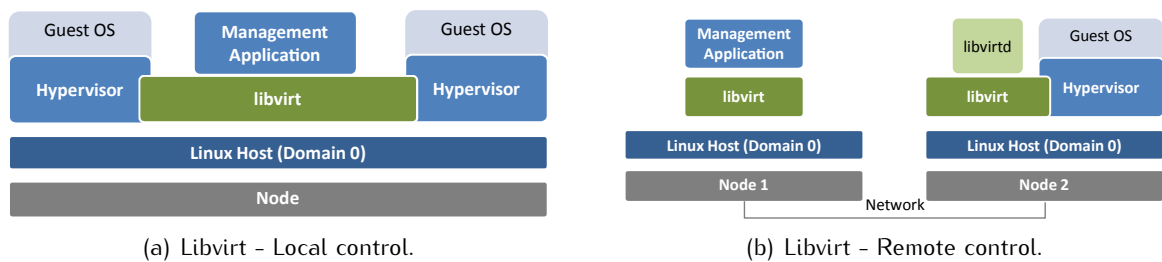 Guest OS
Management
Application
Guest OS
Hypervisor
libvirt
Hypervisor
Linux Host (Domain 0)
Node
(a) Libvirt – Local control.
Management
Application
libvirtd
Guest OS
libvirt
libvirt
Hypervisor
Linux Host (Domain 0)
Linux Host (Domain 0)
Node 1
Node 2
Network
(b) Libvirt – Remote control.